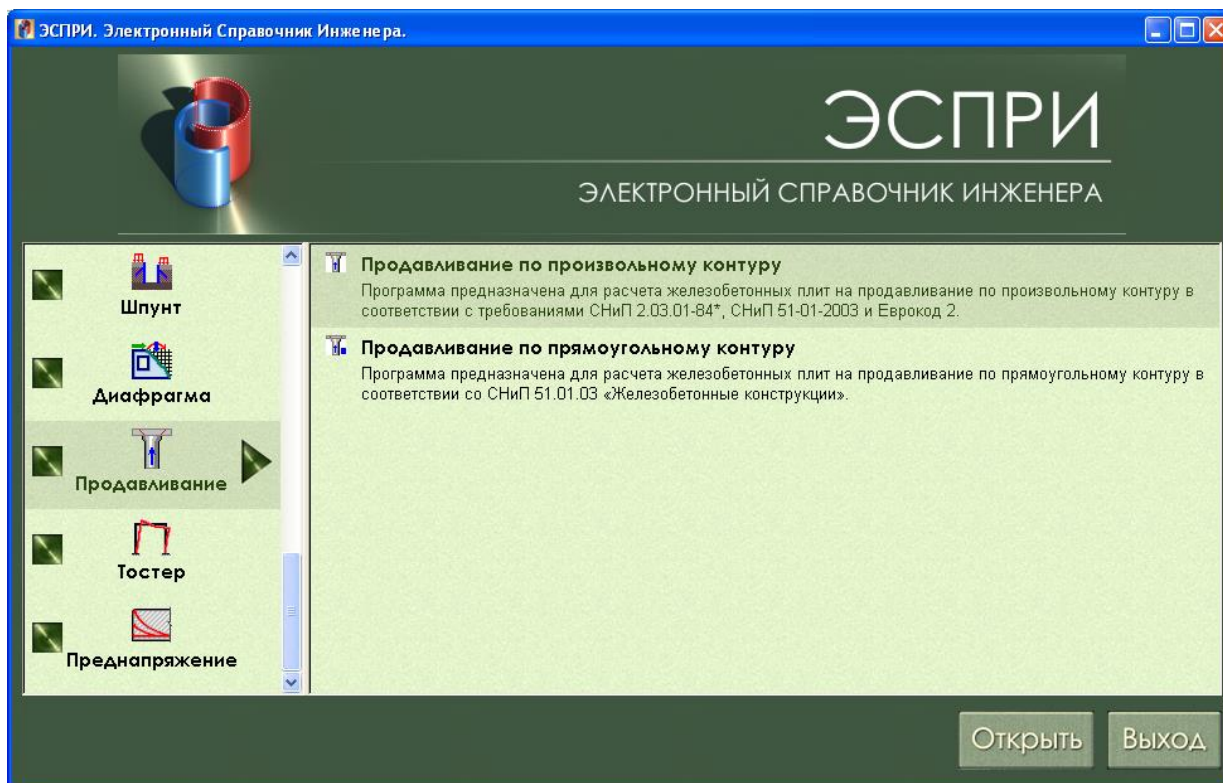 ЭСПРИ. Электронный Справочник Инженера.
ЭСПРИ
ЭЛЕКТРОННЫЙ СПРАВОЧНИК ИНЖЕНЕРА
Шпунт
Диафрагма
Продавливание
Тостер
Преднапряжение
Продавливание по произвольному контуру
Программа предназначена для расчета железобетонных плит на продавливание по произвольному контуру в
соответствии с требованиями СНиП 2.03.01-84*, СНиП 51-01-2003 и Еврокод 2.
Продавливание по прямоугольному контуру
Программа предназначена для расчета железобетонных плит на продавливание по прямоугольному контуру в
соответствии со СНиП 51.01.03 «Железобетонные конструкции».
Открыть
Выход